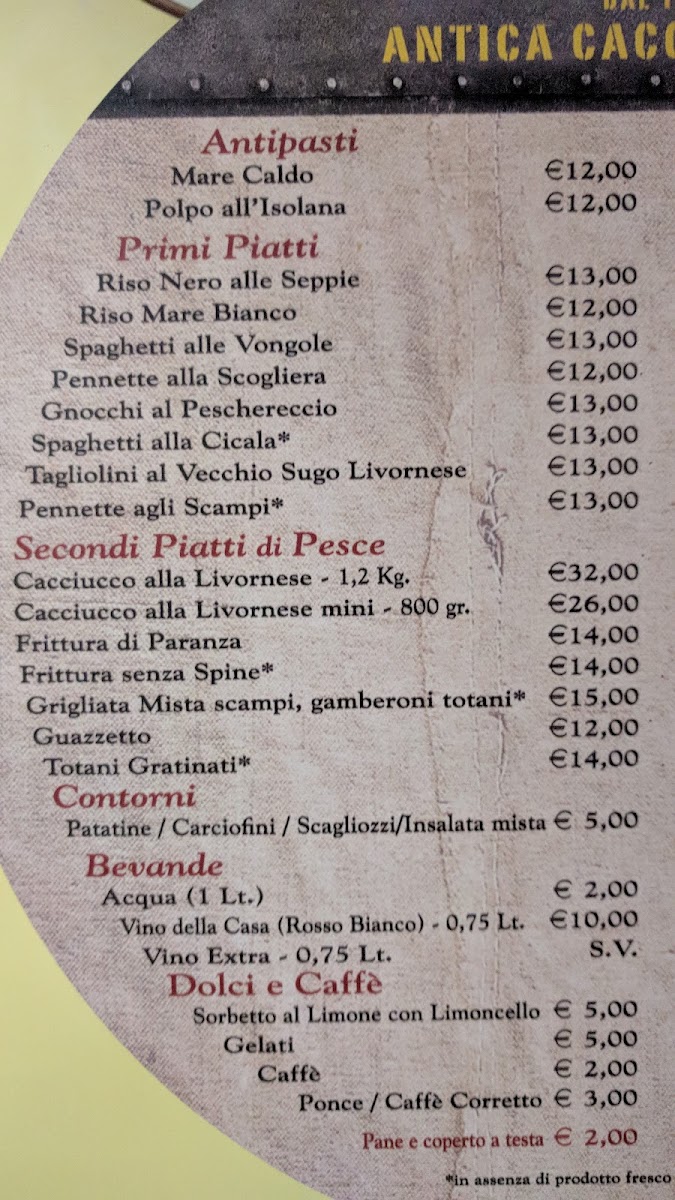 ANTICA
Antipasti
Mare Caldo €12,00
Polpo all'Isolana €12,00
Primi Piatti
Riso Nero alle Seppie €13,00
Riso Mare Bianco €12,00
Spaghetti alle Vongole €13,00
Pennette alla Scogliera €12,00
Gnocchi al Peschereccio €13,00
Spaghetti alla Cicala* €13,00
Tagliolini al Vecchio Sugo Livornese €13,00
Pennette agli Scampi* €13,00
Secondi Piatti di Pesce
Cacciucco alla Livornese - 1,2 Kg. €32,00
Cacciucco alla Livornese mini - 800 gr. €26,00
Frittura di Paranza €14,00
Frittura senza Spine* €14,00
Grigliata Mista scampi, gamberoni totani* €15,00
Guazzetto €12,00
Totani Gratinati* €14,00
Contorni
Patatine / Carciofini / Scagliozzi/Insalata mista € 5,00
Bevande
Acqua (1 Lt.) € 2,00
Vino della Casa (Rosso Bianco) - 0,75 Lt. €10,00
Vino Extra - 0,75 Lt. S.V.
Dolci e Caffè
Sorbetto al Limone con Limoncello € 5,00
Gelati € 5,00
Caffè € 2,00
Ponce / Caffè Corretto € 3,00
Pane e coperto a testa € 2,00
*in assenza di prodotto fresco